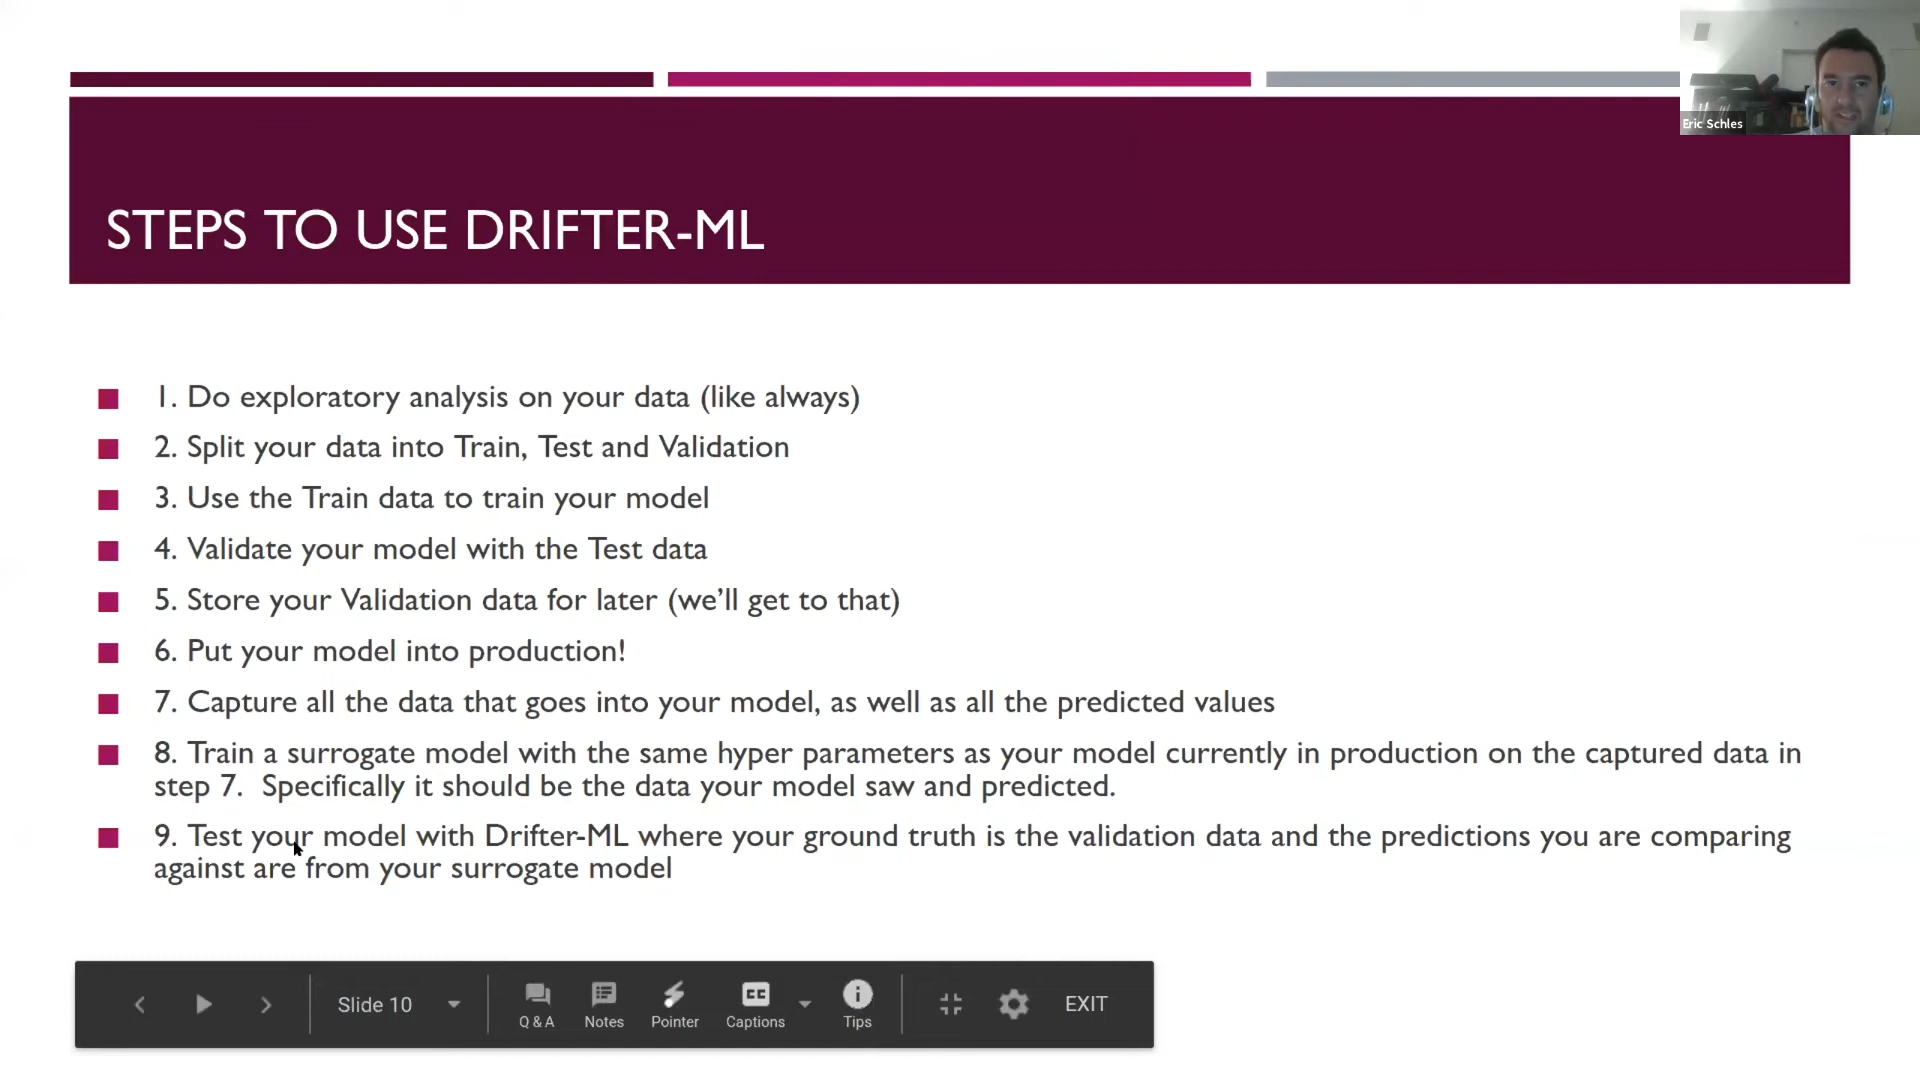 Eric Schles
STEPS TO USE DRIFTER-ML
1. Do exploratory analysis on your data (like always)
2. Split your data into Train, Test and Validation
3. Use the Train data to train your model
4. Validate your model with the Test data
5. Store your Validation data for later (we’ll get to that)
6. Put your model into production!
7. Capture all the data that goes into your model, as well as all the predicted values
8. Train a surrogate model with the same hyper parameters as your model currently in production on the captured data in
step 7.  Specifically it should be the data your model saw and predicted.
9. Test your model with Drifter-ML where your ground truth is the validation data and the predictions you are comparing
against are from your surrogate model
Slide 10
Q & A
Notes
Pointer
CC
Captions
Tips
EXIT